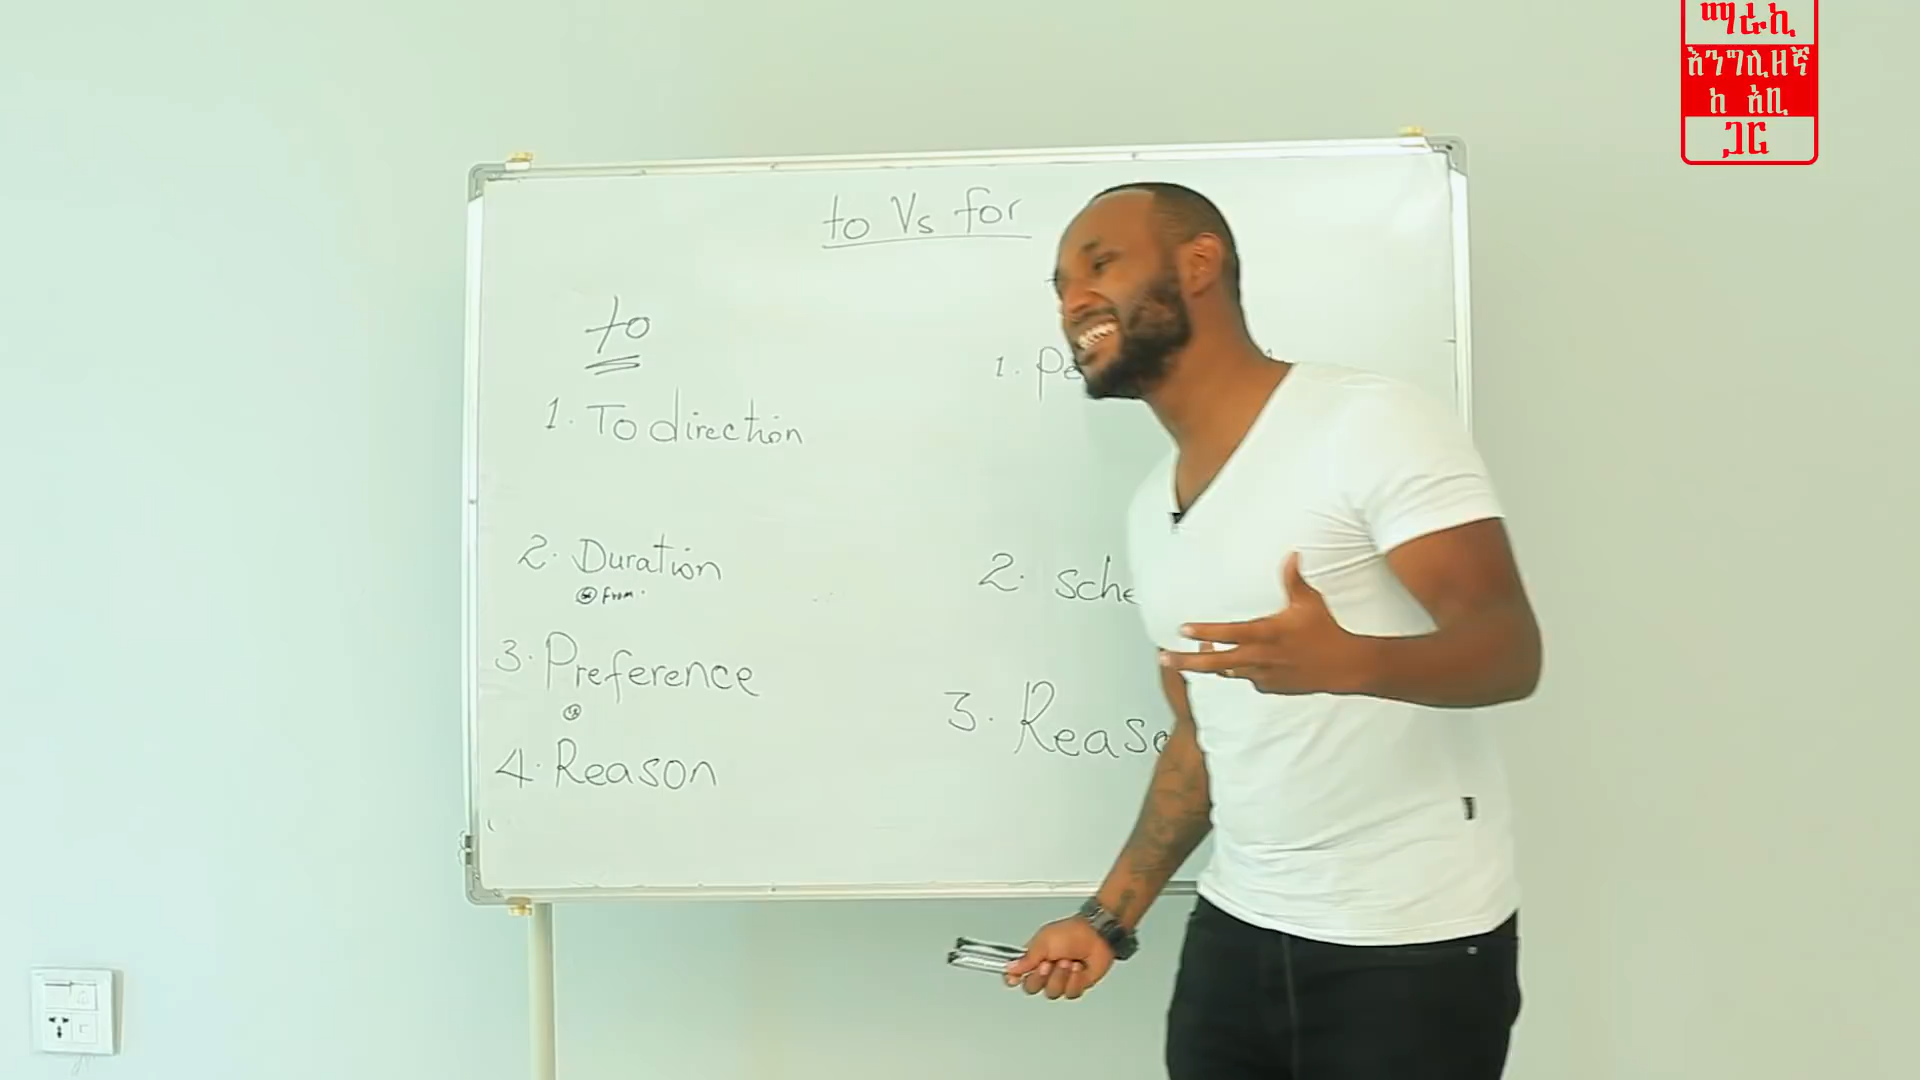 ማራኪ
እንግሊዘኛ
ከ አቢ
ጋር
to Vs for
to
1. To direction
2. Duration
from.
3. Preference
4. Reason
1.
2.
3.